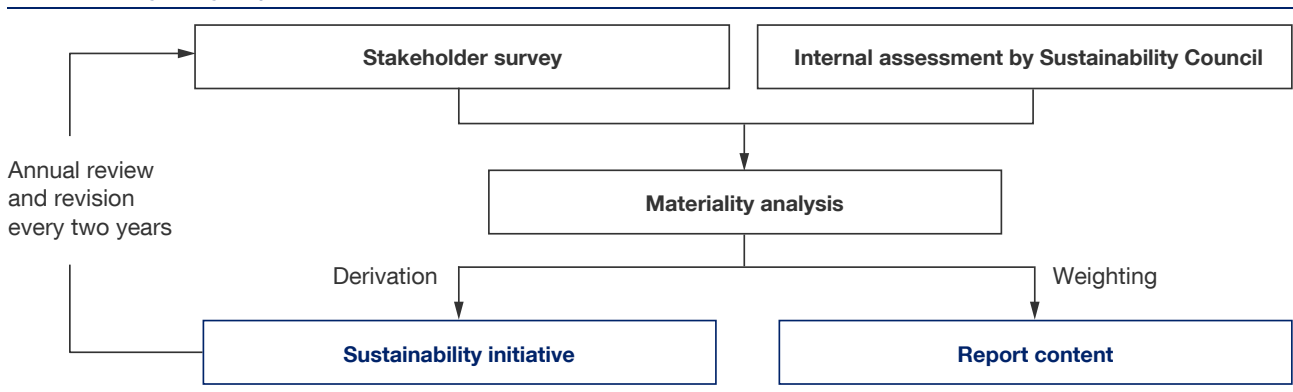 Stakeholder survey
Internal assessment by Sustainability Council
Annual review
and revision
every two years
Materiality analysis
Derivation
Weighting
Sustainability initiative
Report content